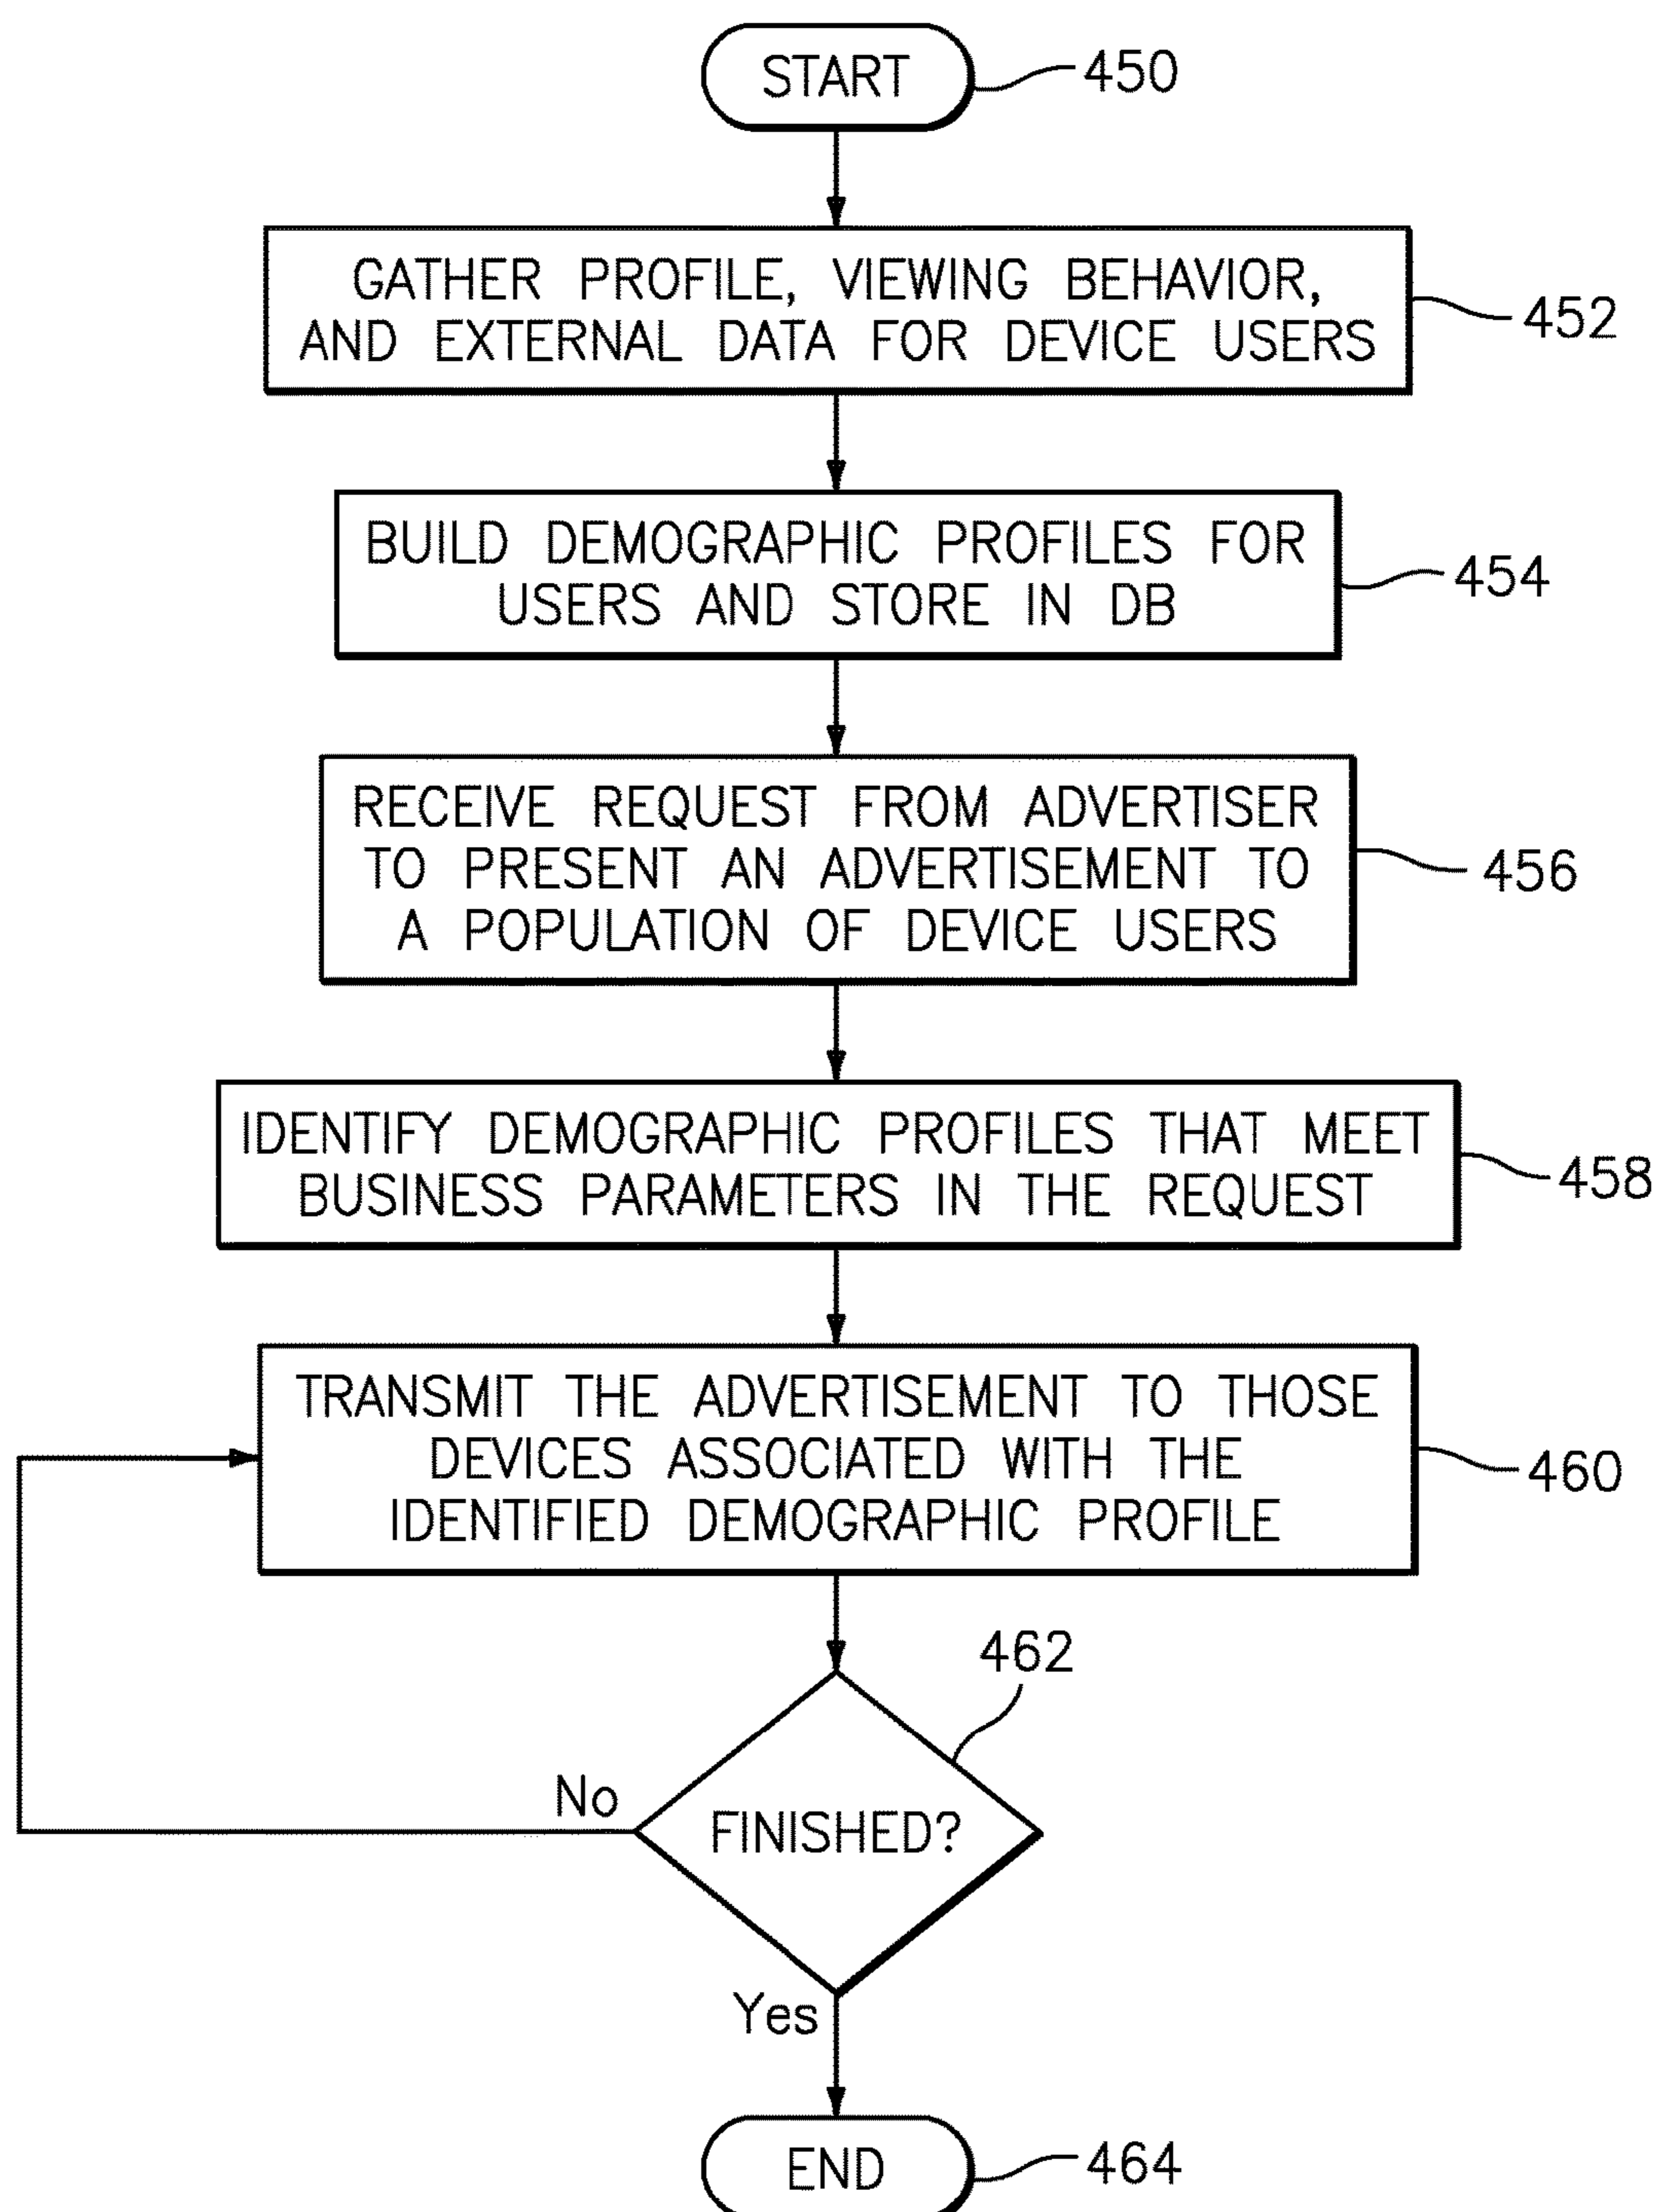 START
450
GATHER PROFILE, VIEWING BEHAVIOR,
AND EXTERNAL DATA FOR DEVICE USERS
452
BUILD DEMOGRAPHIC PROFILES FOR
USERS AND STORE IN DB
454
RECEIVE REQUEST FROM ADVERTISER
TO PRESENT AN ADVERTISEMENT TO
A POPULATION OF DEVICE USERS
456
IDENTIFY DEMOGRAPHIC PROFILES THAT MEET
BUSINESS PARAMETERS IN THE REQUEST
458
TRANSMIT THE ADVERTISEMENT TO THOSE
DEVICES ASSOCIATED WITH THE
IDENTIFIED DEMOGRAPHIC PROFILE
460
462
No
FINISHED?
Yes
END
464